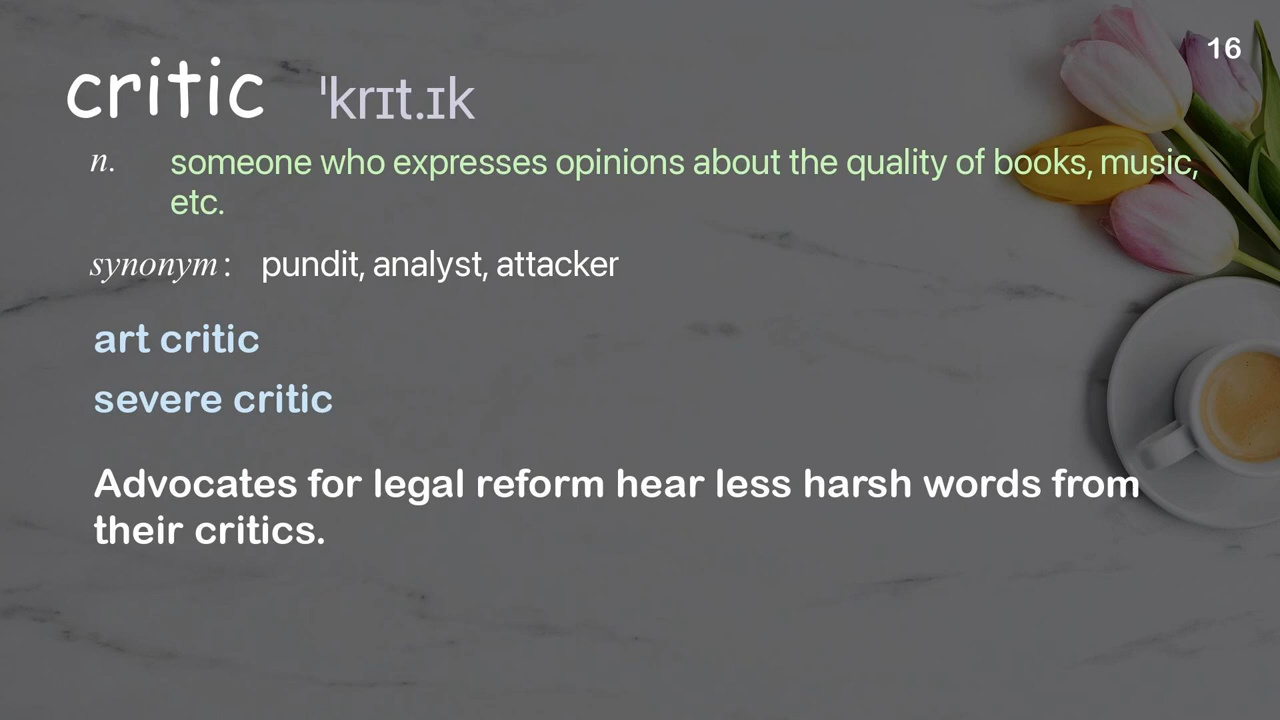 16
critic ˈkrɪt.ɪk
n. someone who expresses opinions about the quality of books, music,
etc.
synonym: pundit, analyst, attacker
art critic
severe critic
Advocates for legal reform hear less harsh words from
their critics.